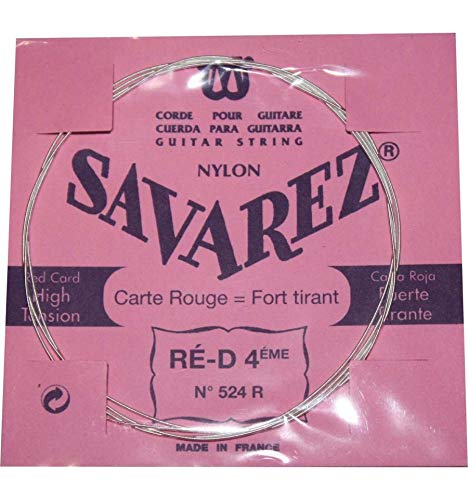 CORDE POUR GUITARE
CUERDA PARA GUITARRA
GUITAR STRING
NYLON
SAVAREZ®
Red Card
High
Tension
Carte Rouge = Fort tirant
Carta Roja
Fuerte
Tirante
RÉ-D 4ÉME
N° 524 R
MADE IN FRANCE